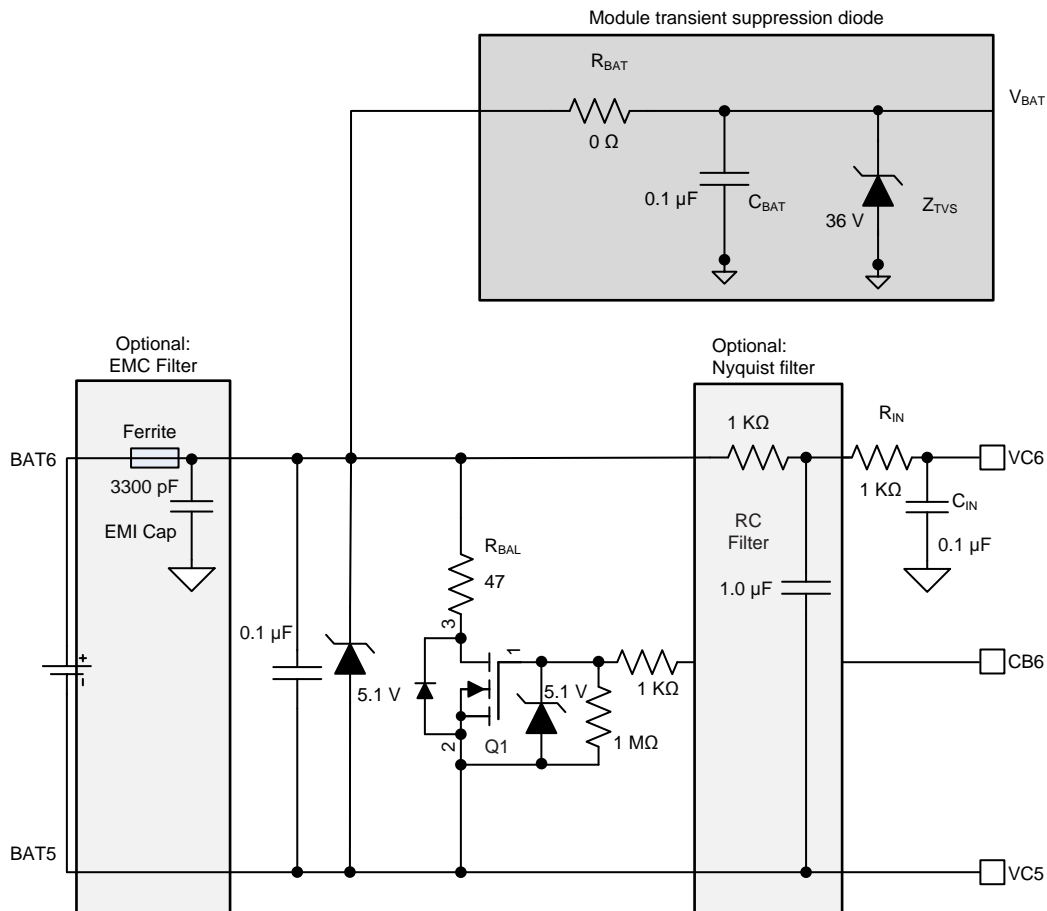 Module transient suppression diode
RBAT
VBAT
0 Ω
0.1 µF
CBAT
36 V
ZTVS
Optional:
EMC Filter
Optional:
Nyquist filter
Ferrite
1 KΩ
RIN
BAT6
VC6
3300 pF
1 KΩ
CIN
EMI Cap
RC
Filter
0.1 µF
RBAL
47
1.0 µF
3
0.1 µF
1
+
-
5.1 V
5.1 V
1 KΩ
CB6
2
Q1
1 MΩ
BAT5
VC5